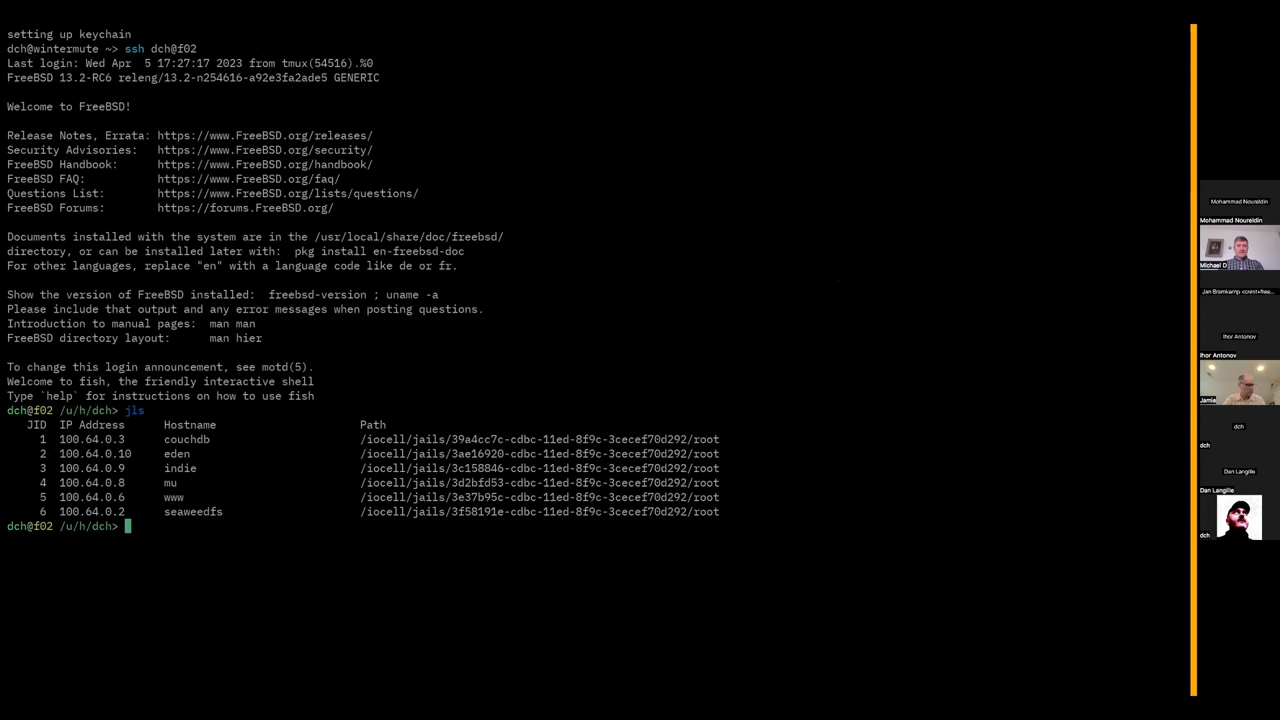 setting up keychain
dch@wintermute ~> ssh dch@f02
Last login: Wed Apr  5 17:27:17 2023 from tmux(54516).%0
FreeBSD 13.2-RC6 releng/13.2-n254616-a92e3fa2ade5 GENERIC
Welcome to FreeBSD!
Release Notes, Errata: https://www.FreeBSD.org/releases/
Security Advisories:   https://www.FreeBSD.org/security/
FreeBSD Handbook:      https://www.FreeBSD.org/handbook/
FreeBSD FAQ:           https://www.FreeBSD.org/faq/
Questions List:        https://www.FreeBSD.org/lists/questions/
FreeBSD Forums:        https://forums.FreeBSD.org/
Documents installed with the system are in the /usr/local/share/doc/freebsd/
directory, or can be installed later with:  pkg install en-freebsd-doc
For other languages, replace "en" with a language code like de or fr.
Show the version of FreeBSD installed:  freebsd-version ; uname -a
Please include that output and any error messages when posting questions.
Introduction to manual pages:  man man
FreeBSD directory layout:      man hier
To change this login announcement, see motd(5).
Welcome to fish, the friendly interactive shell
Type `help` for instructions on how to use fish
dch@f02 /u/h/dch> jls
   JID  IP Address      Hostname                      Path
     1  100.64.0.3      couchdb                       /iocell/jails/39a4cc7c-cdbc-11ed-8f9c-3cecef70d292/root
     2  100.64.0.10     eden                          /iocell/jails/3ae16920-cdbc-11ed-8f9c-3cecef70d292/root
     3  100.64.0.9      indie                         /iocell/jails/3c158846-cdbc-11ed-8f9c-3cecef70d292/root
     4  100.64.0.8      mu                            /iocell/jails/3d2bfd53-cdbc-11ed-8f9c-3cecef70d292/root
     5  100.64.0.6      www                           /iocell/jails/3e37b95c-cdbc-11ed-8f9c-3cecef70d292/root
     6  100.64.0.2      seaweedfs                     /iocell/jails/3f58191e-cdbc-11ed-8f9c-3cecef70d292/root
dch@f02 /u/h/dch>
Mohammad Noureldin
Mohammad Noureldin
Michael D
Jan Bramkamp
Ihor Antonov
Ihor Antonov
Jamie
dch
dch
Dan Langille
Dan Langille
dch